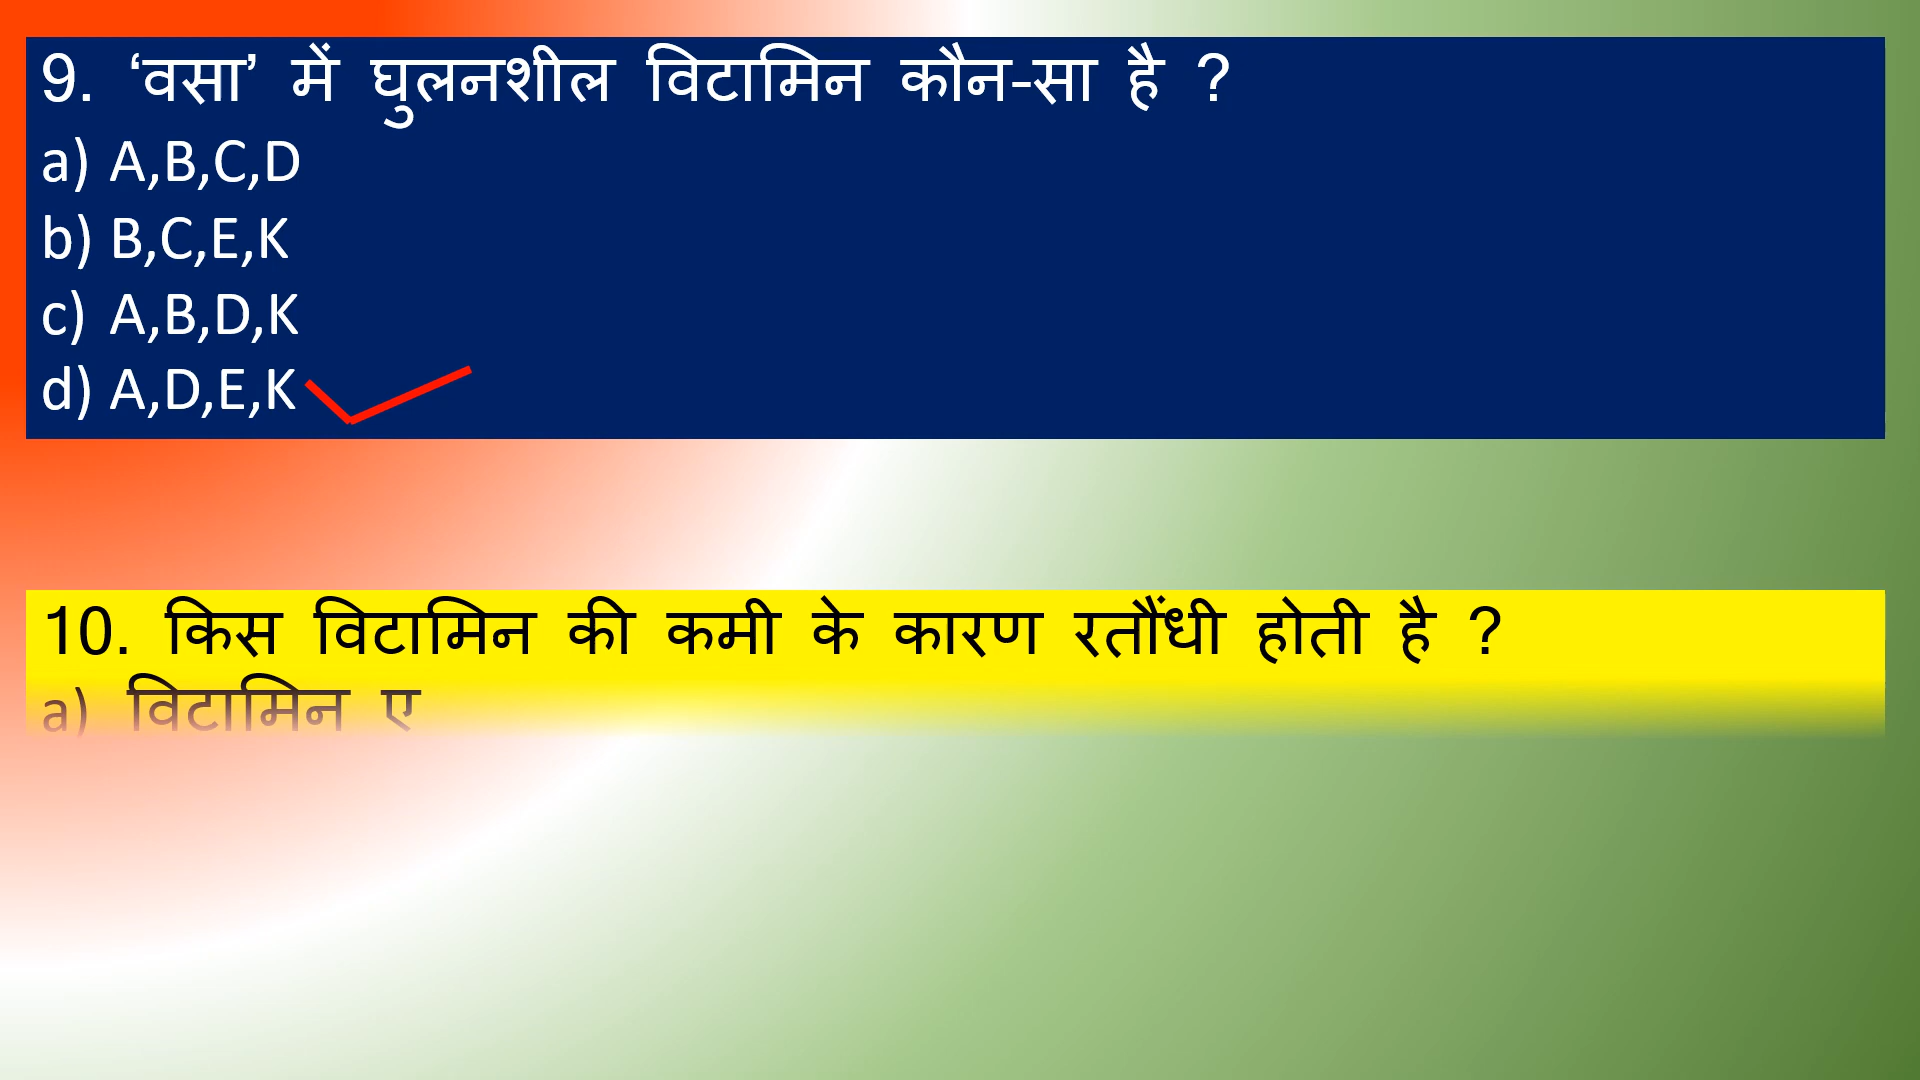 9. ‘वसा’ में घुलनशील विटामिन कौन-सा है ?
a) A,B,C,D
b) B,C,E,K
c) A,B,D,K
d) A,D,E,K
10. किस विटामिन की कमी के कारण रतौंधी होती है ?
a) विटामिन ए